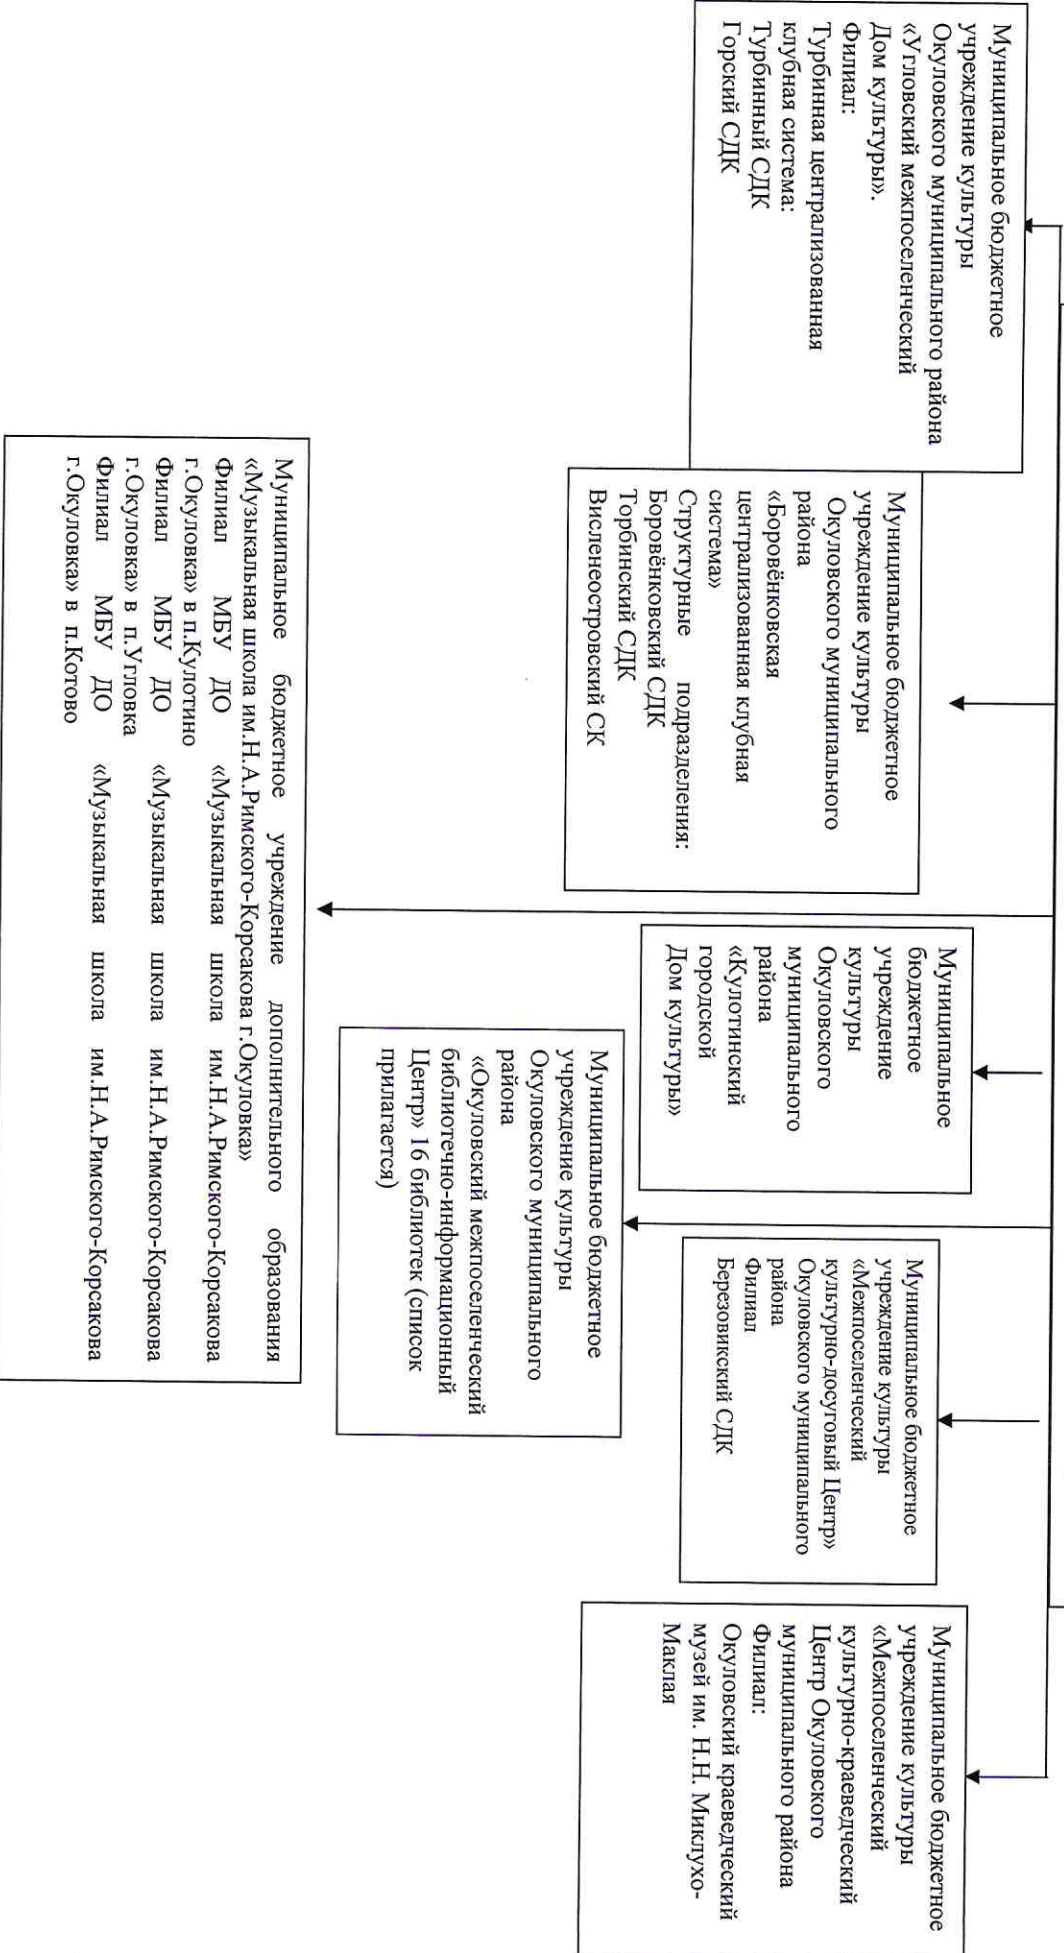 Муниципальное бюджетное
учреждение культуры
Окуловского муниципального района
«Угловский межпоселенческий
Дом культуры».
Филиал:
Турбинная централизованная
клубная система:
Турбинный СДК
Горский СДК
Муниципальное бюджетное
учреждение культуры
Окуловского муниципального
района
«Боровёнковская
централизованная клубная
система»
Структурные подразделения:
Боровёнковский СДК
Торбинский СДК
Висленеостровский СК
Муниципальное
бюджетное
учреждение
культуры
Окуловского
муниципального
района
«Кулотинский
городской
Дом культуры»
Муниципальное бюджетное
учреждение культуры
«Межпоселенческий
культурно-досуговый Центр»
Окуловского муниципального
района
Филиал
Березовикский СДК
Муниципальное бюджетное
учреждение культуры
«Межпоселенческий
культурно-краеведческий
Центр Окуловского
муниципального района
Филиал:
Окуловский краеведческий
музей им. Н.Н. Миклухо-
Маклая
Муниципальное бюджетное
учреждение культуры
Окуловского муниципального
района
«Окуловский межпоселенческий
библиотечно-информационный
Центр» 16 библиотек (список
прилагается)
Муниципальное бюджетное учреждение дополнительного образования
«Музыкальная школа им.Н.А.Римского-Корсакова г.Окуловка»
Филиал МБУ ДО «Музыкальная школа им.Н.А.Римского-Корсакова
г.Окуловка» в п.Кулотино
Филиал МБУ ДО «Музыкальная школа им.Н.А.Римского-Корсакова
г.Окуловка» в п.Угловка
Филиал МБУ ДО «Музыкальная школа им.Н.А.Римского-Корсакова
г.Окуловка» в п.Котово